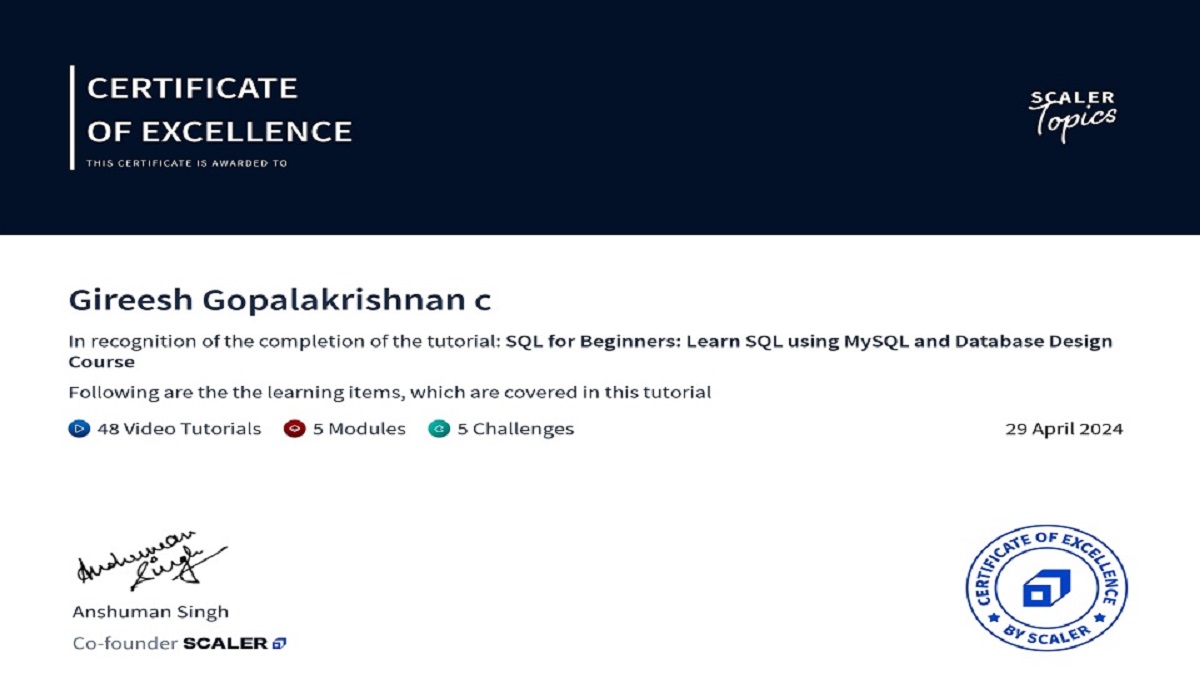 CERTIFICATE
OF EXCELLENCE
THIS CERTIFICATE IS AWARDED TO
SCALER
Topics
Gireesh Gopalakrishnan c
In recognition of the completion of the tutorial: SQL for Beginners: Learn SQL using MySQL and Database Design
Course
Following are the the learning items, which are covered in this tutorial
48 Video Tutorials 5 Modules 5 Challenges
29 April 2024
Anshuman
Singh
Anshuman Singh
Co-founder SCALER
CERTIFICATE OF EXCELLENCE
BY SCALER